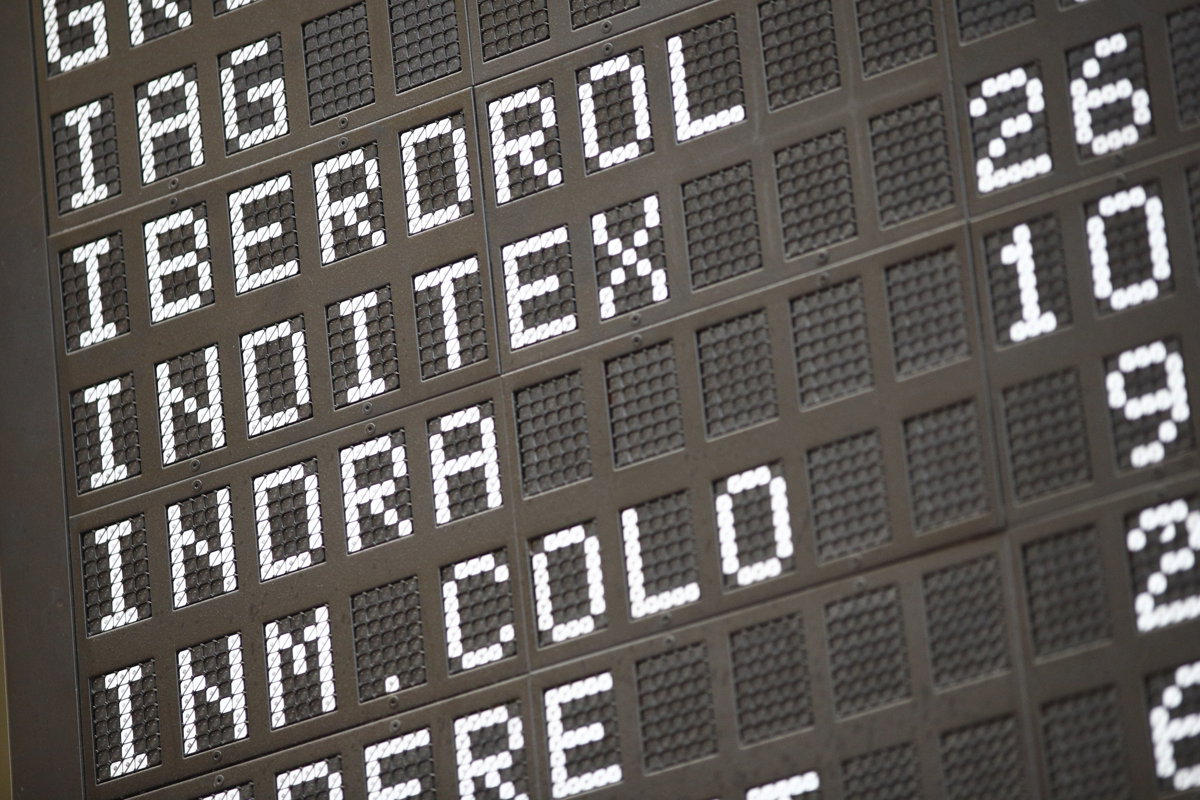 IAG
IBERDROL
INDITEX 26
INDRA 10
INM.COLO 9
2